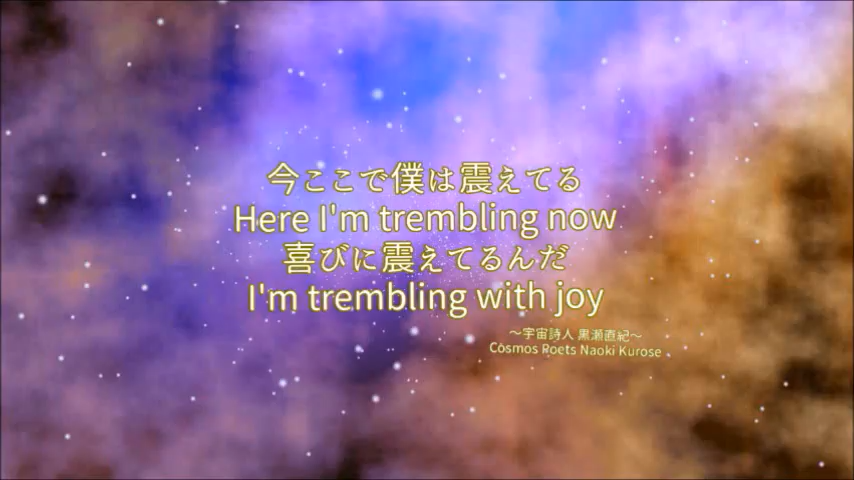 今ここで僕は震えてる
Here I'm trembling now
喜びに震えてるんだ
I'm trembling with joy
～宇宙詩人 黒瀬直紀～
Cosmos Poets Naoki Kurose